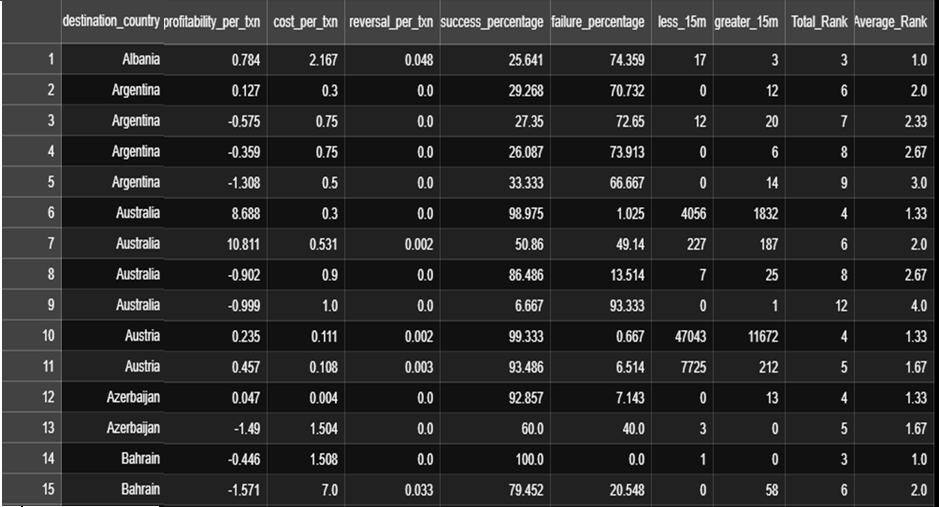 destination_country profitability_per_txn cost_per_txn reversal_per_txn success_percentage failure_percentage less_15m greater_15m Total_Rank Average_Rank
1 Albania 0.784 2.167 0.048 25.641 74.359 17 3 3 1.0
2 Argentina 0.127 0.3 0.0 29.268 70.732 0 12 6 2.0
3 Argentina -0.575 0.75 0.0 27.35 72.65 12 20 7 2.33
4 Argentina -0.359 0.75 0.0 26.087 73.913 0 6 8 2.67
5 Argentina -1.308 0.5 0.0 33.333 66.667 0 14 9 3.0
6 Australia 8.688 0.3 0.0 98.975 1.025 4056 1832 4 1.33
7 Australia 10.811 0.531 0.002 50.86 49.14 227 187 6 2.0
8 Australia -0.902 0.9 0.0 86.486 13.514 7 25 8 2.67
9 Australia -0.999 1.0 0.0 6.667 93.333 0 1 12 4.0
10 Austria 0.235 0.111 0.002 99.333 0.667 47043 11672 4 1.33
11 Austria 0.457 0.108 0.003 93.486 6.514 7725 212 5 1.67
12 Azerbaijan 0.047 0.004 0.0 92.857 7.143 0 13 4 1.33
13 Azerbaijan -1.49 1.504 0.0 60.0 40.0 3 0 5 1.67
14 Bahrain -0.446 1.508 0.0 100.0 0.0 1 0 3 1.0
15 Bahrain -1.571 7.0 0.033 79.452 20.548 0 58 6 2.0